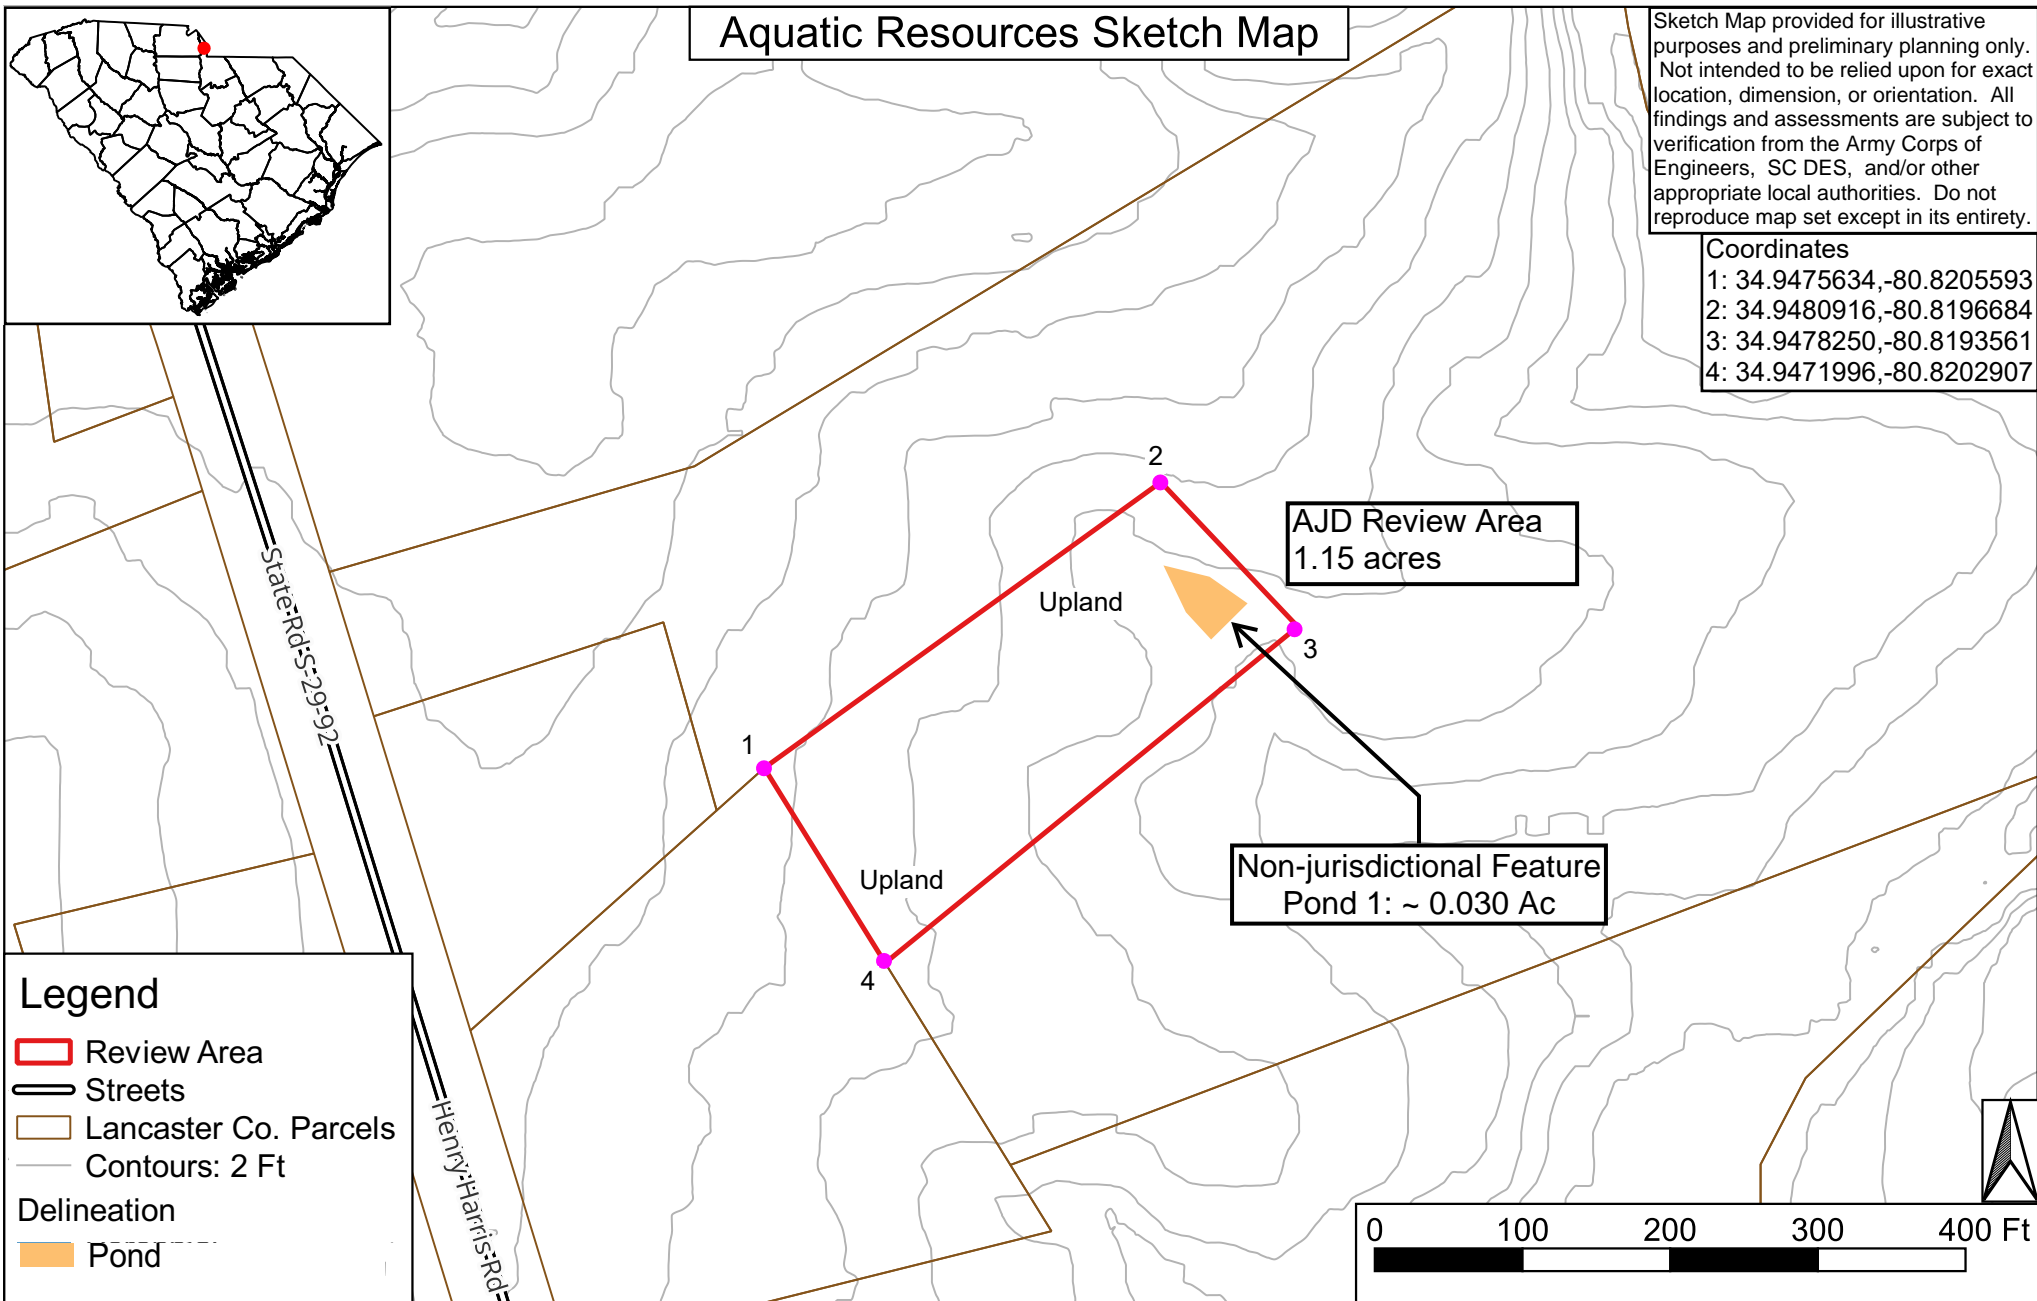 Aquatic Resources Sketch Map
Sketch Map provided for illustrative
purposes and preliminary planning only.
Not intended to be relied upon for exact
location, dimension, or orientation. All
findings and assessments are subject to
verification from the Army Corps of
Engineers, SC DES, and/or other
appropriate local authorities. Do not
reproduce map set except in its entirety.
Coordinates
1: 34.9475634,-80.8205593
2: 34.9480916,-80.8196684
3: 34.9478250,-80.8193561
4: 34.9471996,-80.8202907
2
AJD Review Area
1.15 acres
Upland
3
State Rd S-29-92
1
Non-jurisdictional Feature
Pond 1: ~ 0.030 Ac
Upland
4
Legend
Review Area
Streets
Lancaster Co. Parcels
Contours: 2 Ft
Delineation
Pond
Henry Harris Rd
0 100 200 300 400 Ft